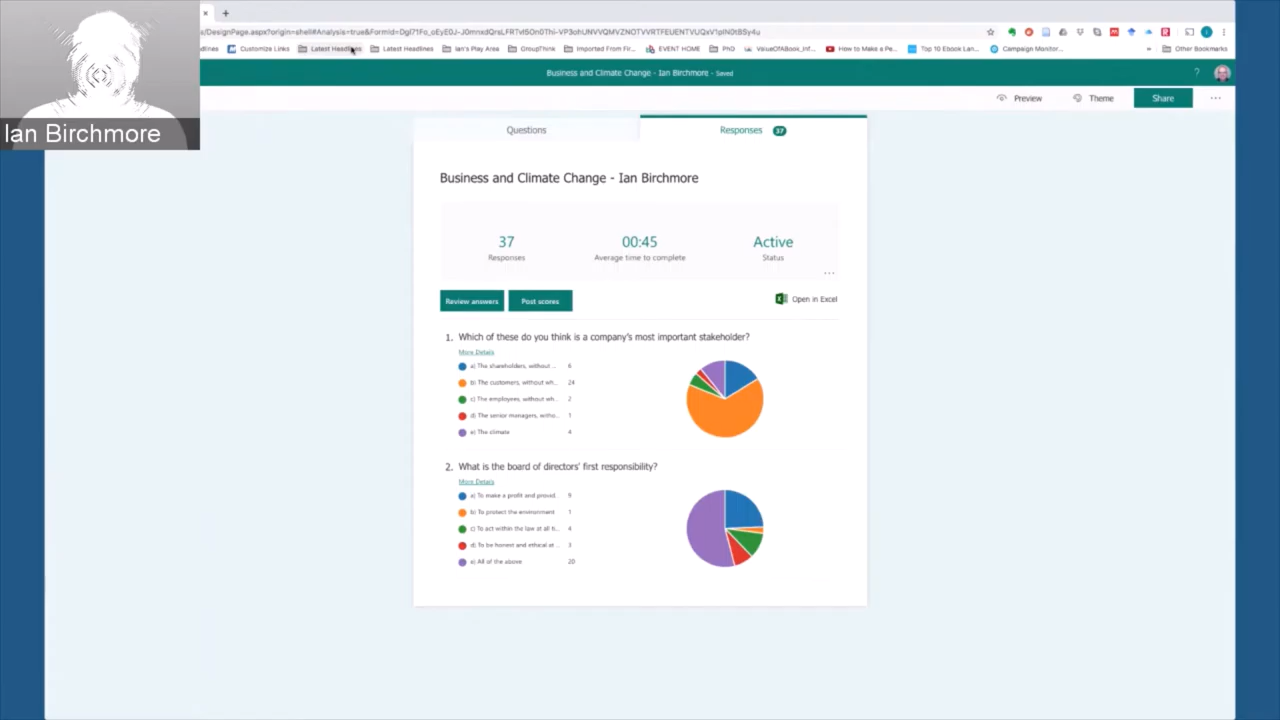 Ian Birchmore
Customize Links
Latest Headlines
Latest Headlines
Ian's Play Area
GroupThink
Imported From Fir...
EVENT HOME
PhD
ValueOfABook_Inf...
How to Make a Pe...
Top 10 Ebook Lan...
Campaign Monitor...
»
Other Bookmarks
Business and Climate Change - Ian Birchmore - Saved
?
Preview
Theme
Share
...
Questions
Responses 37
Business and Climate Change - Ian Birchmore
37
Responses
00:45
Average time to complete
Active
Status
...
Review answers
Post scores
Open in Excel
1. Which of these do you think is a company's most important stakeholder?
More Details
a) The shareholders, without ... 6
b) The customers, without wh... 24
c) The employees, without wh... 2
d) The senior managers, witho... 1
e) The climate 4
2. What is the board of directors' first responsibility?
More Details
a) To make a profit and provid... 9
b) To protect the environment 1
c) To act within the law at all ti... 4
d) To be honest and ethical at ... 3
e) All of the above 20